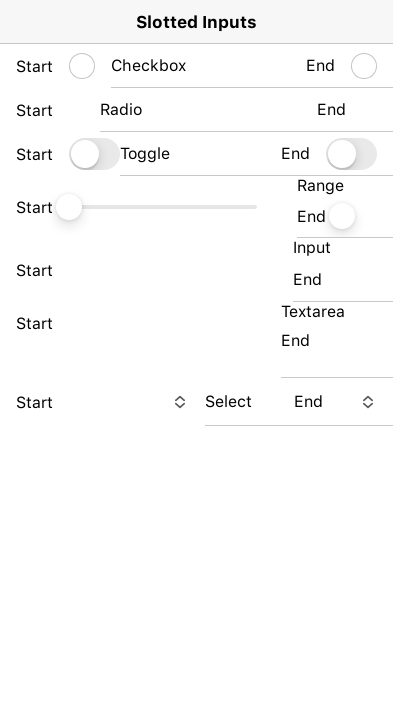 Slotted Inputs
Start Checkbox End
Start Radio End
Start Toggle End
Range
Start End
Input
Start End
Textarea
Start End
Start Select End